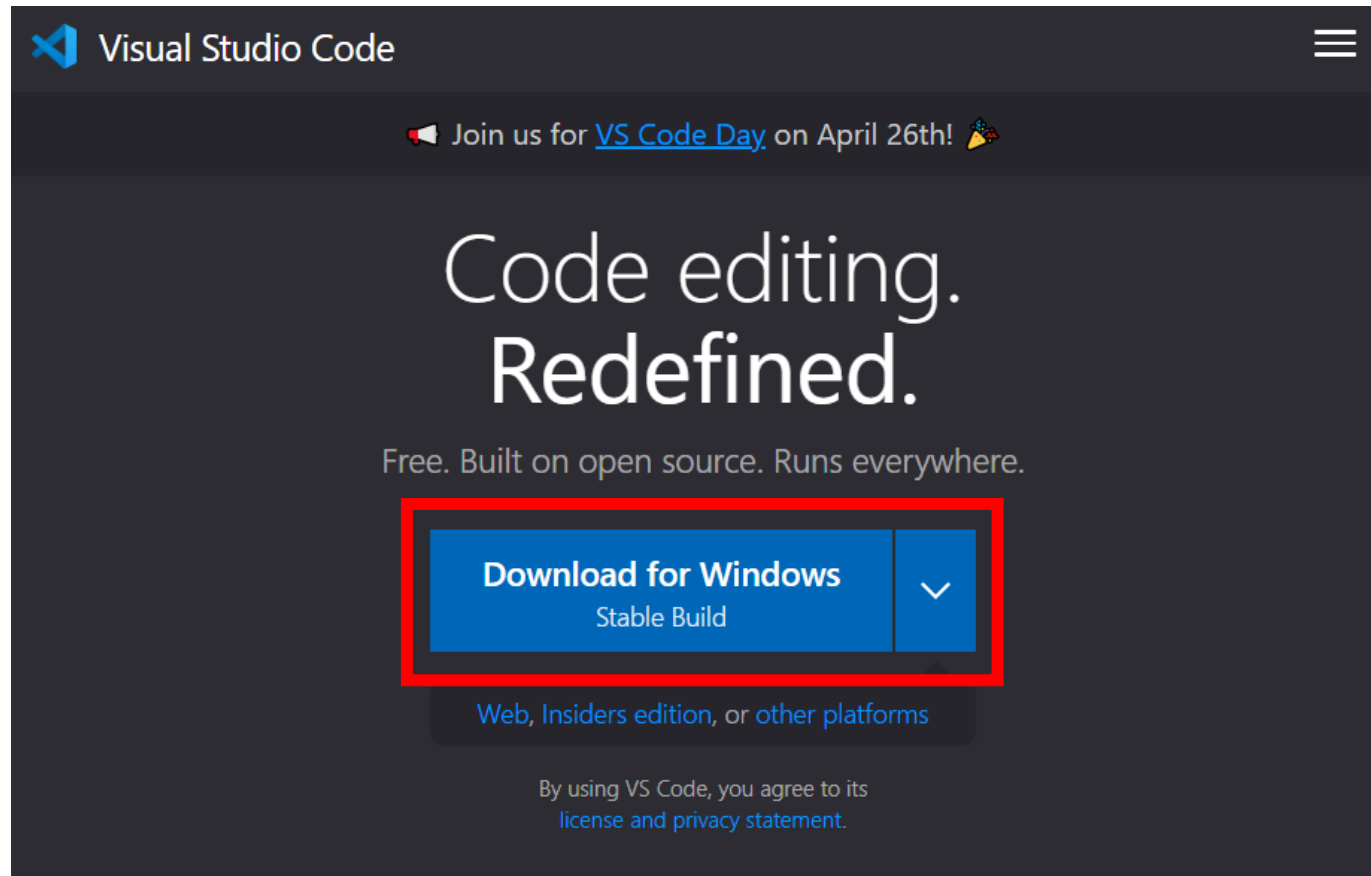 Visual Studio Code
Join us for VS Code Day on April 26th!
Code editing.
Redefined.
Free. Built on open source. Runs everywhere.
Download for Windows
Stable Build
Web, Insiders edition, or other platforms
By using VS Code, you agree to its
license and privacy statement.